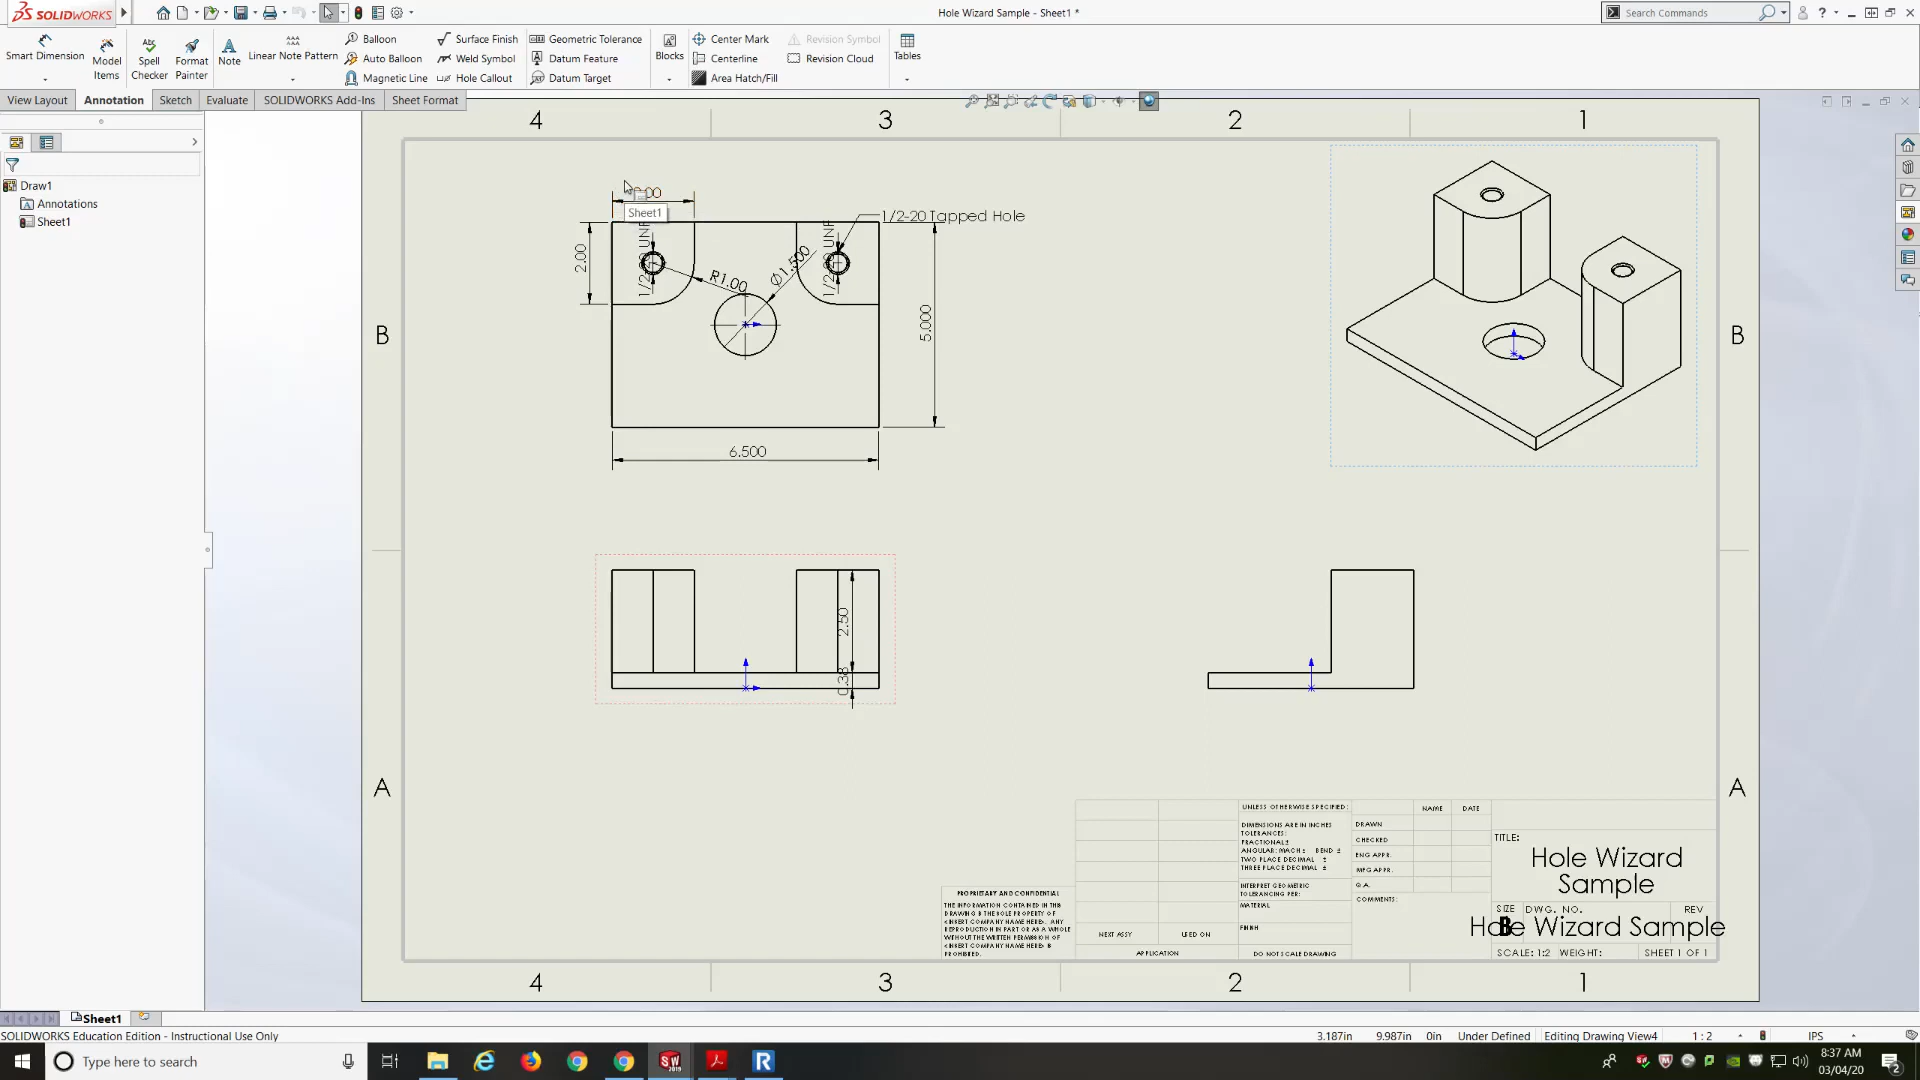 SOLIDWORKS
Hole Wizard Sample - Sheet1 *
Search Commands
Smart Dimension
Model Items
Spell Checker
Format Painter
Note
Linear Note Pattern
Balloon
Auto Balloon
Magnetic Line
Surface Finish
Weld Symbol
Hole Callout
Geometric Tolerance
Datum Feature
Datum Target
Blocks
Center Mark
Centerline
Area Hatch/Fill
Revision Symbol
Revision Cloud
Tables
View Layout
Annotation
Sketch
Evaluate
SOLIDWORKS Add-Ins
Sheet Format
Draw1
Annotations
Sheet1
4 3 2 1
Sheet1
1/2-20 Tapped Hole
2.00
R1.00
Ø1.500
5.000
6.500
B B
2.50
0.38
A A
UNLESS OTHERWISE SPECIFIED:
DIMENSIONS ARE IN INCHES
TOLERANCES:
FRACTIONAL±
ANGULAR: MACH± BEND ±
TWO PLACE DECIMAL ±
THREE PLACE DECIMAL ±
INTERPRET GEOMETRIC
TOLERANCING PER:
MATERIAL
FINISH
DO NOT SCALE DRAWING
NAME DATE
DRAWN
CHECKED
ENG APPR.
MFG APPR.
Q.A.
COMMENTS:
TITLE:
Hole Wizard
Sample
SIZE DWG. NO. REV
B
Hole Wizard Sample
SCALE: 1:2 WEIGHT: SHEET 1 OF 1
PROPRIETARY AND CONFIDENTIAL
THE INFORMATION CONTAINED IN THIS
DRAWING IS THE SOLE PROPERTY OF
<INSERT COMPANY NAME HERE>. ANY
REPRODUCTION IN PART OR AS A WHOLE
WITHOUT THE WRITTEN PERMISSION OF
<INSERT COMPANY NAME HERE> IS
PROHIBITED.
NEXT ASSY USED ON
APPLICATION
4 3 2 1
Sheet1
SOLIDWORKS Education Edition - Instructional Use Only
3.187in 9.987in 0in Under Defined Editing Drawing View4 1 : 2 IPS
Type here to search
8:37 AM
03/04/20